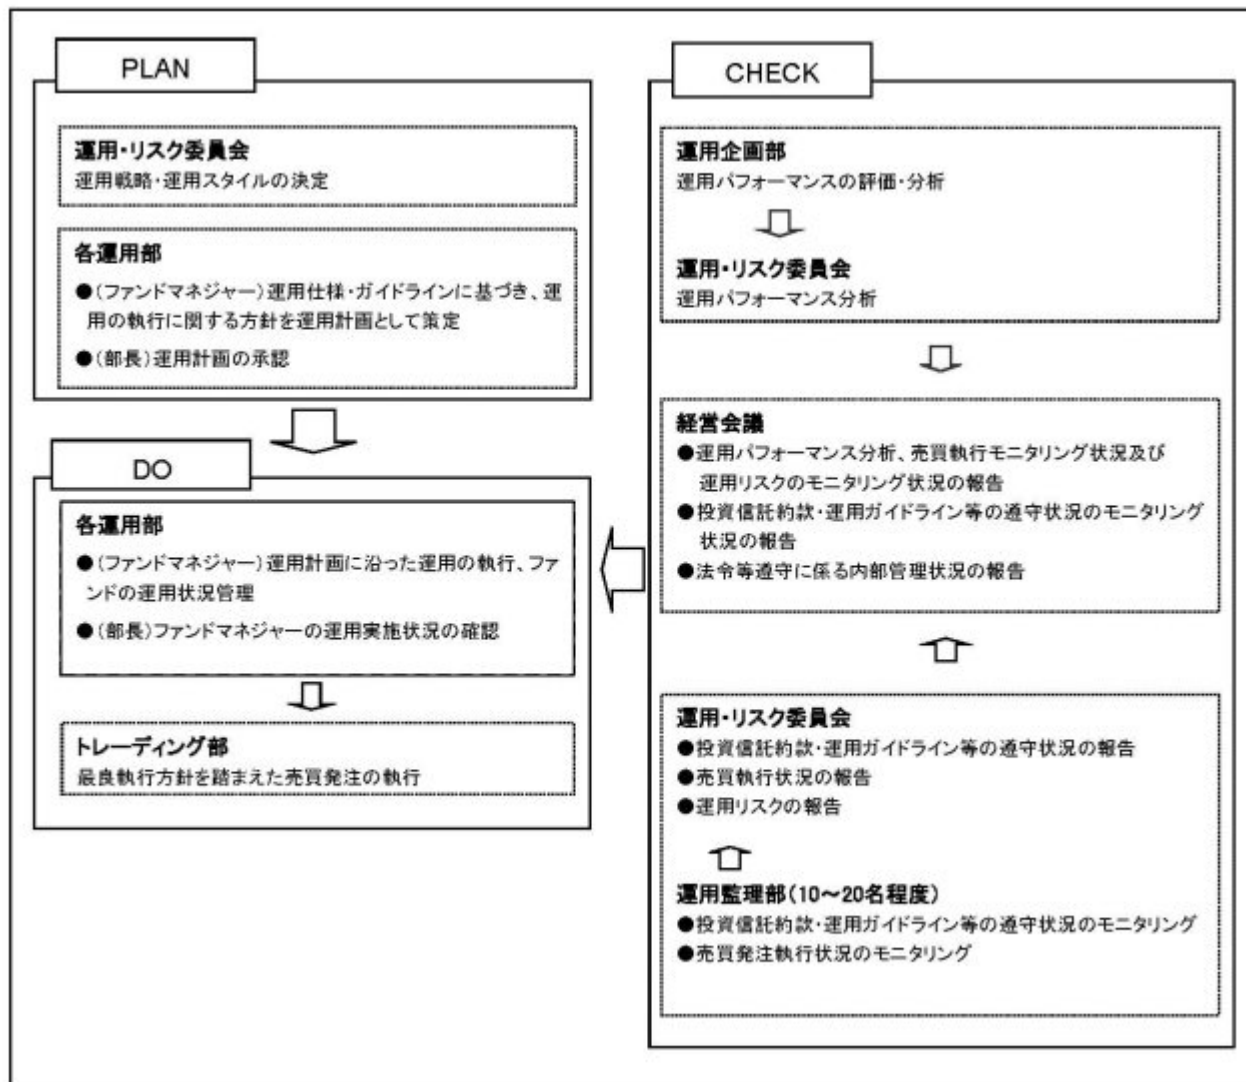 PLAN
運用・リスク委員会
運用戦略・運用スタイルの決定
各運用部
●(ファンドマネジャー)運用仕様・ガイドラインに基づき、運
用の執行に関する方針を運用計画として策定
●(部長)運用計画の承認
DO
各運用部
●(ファンドマネジャー)運用計画に沿った運用の執行、ファ
ンドの運用状況管理
●(部長)ファンドマネジャーの運用実施状況の確認
トレーディング部
最良執行方針を踏まえた売買発注の執行
CHECK
運用企画部
運用パフォーマンスの評価・分析
運用・リスク委員会
運用パフォーマンス分析
経営会議
●運用パフォーマンス分析、売買執行モニタリング状況及び
運用リスクのモニタリング状況の報告
●投資信託約款・運用ガイドライン等の遵守状況のモニタリング
状況の報告
●法令等遵守に係る内部管理状況の報告
運用・リスク委員会
●投資信託約款・運用ガイドライン等の遵守状況の報告
●売買執行状況の報告
●運用リスクの報告
運用監理部(10～20名程度)
●投資信託約款・運用ガイドライン等の遵守状況のモニタリング
●売買発注執行状況のモニタリング